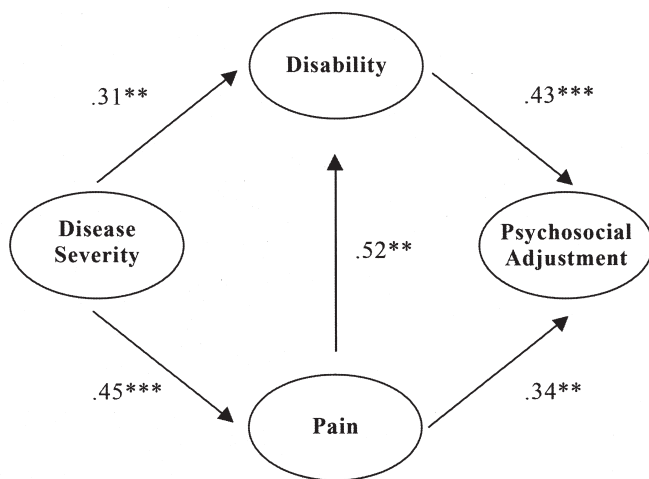 Disability
.31**
.43***
Disease
Severity
.52**
Psychosocial
Adjustment
.45***
.34**
Pain